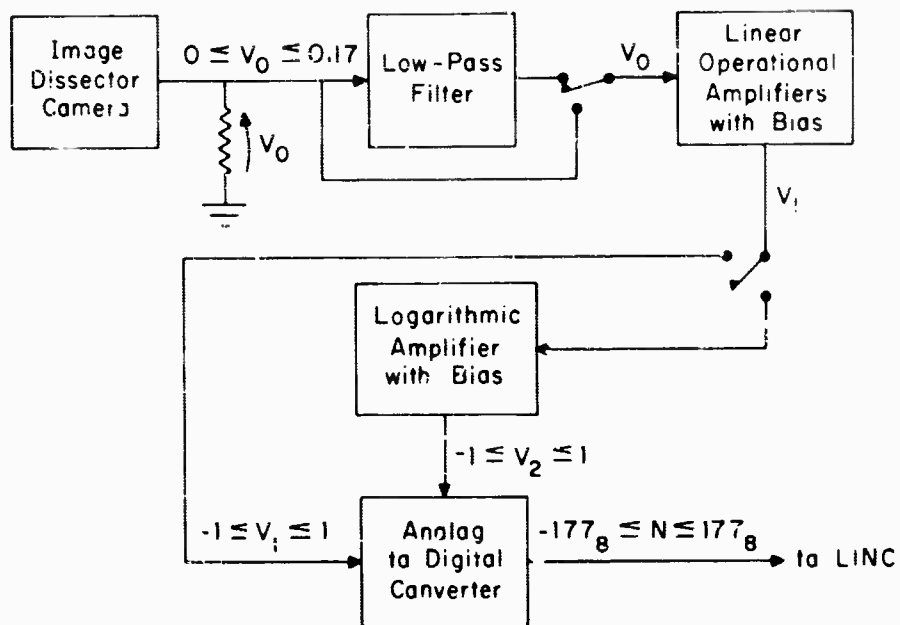 Image
Dissector
Camera
0 ≤ V₀ ≤ 0.17
Low-Pass
Filter
V₀
Linear
Operational
Amplifiers
with Bias
V₀
V₁
Logarithmic
Amplifier
with Bias
-1 ≤ V₂ ≤ 1
-1 ≤ V₁ ≤ 1
Analog
to Digital
Converter
-177₈ ≤ N ≤ 177₈
to LINC